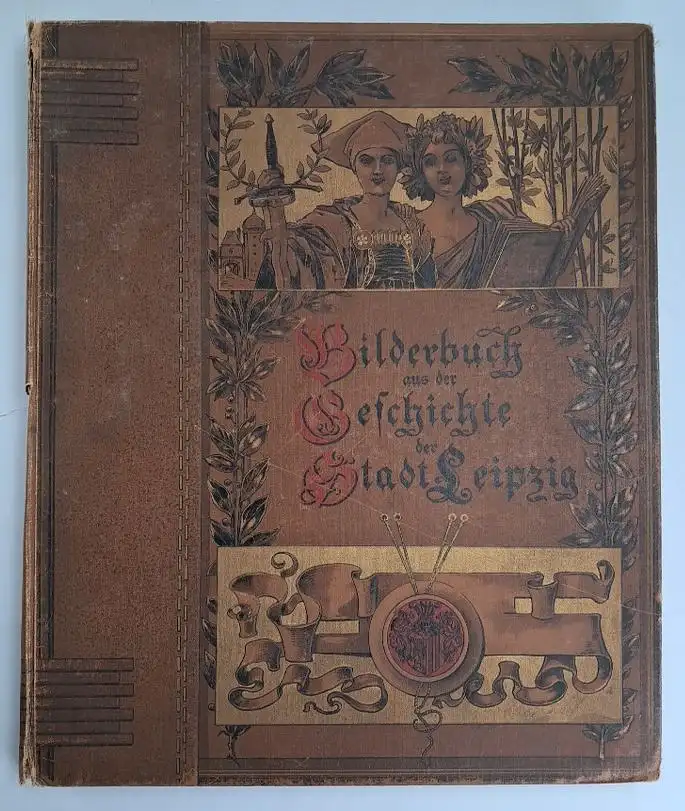 Bilderbuch
aus der
Geschichte
der
Stadt Leipzig